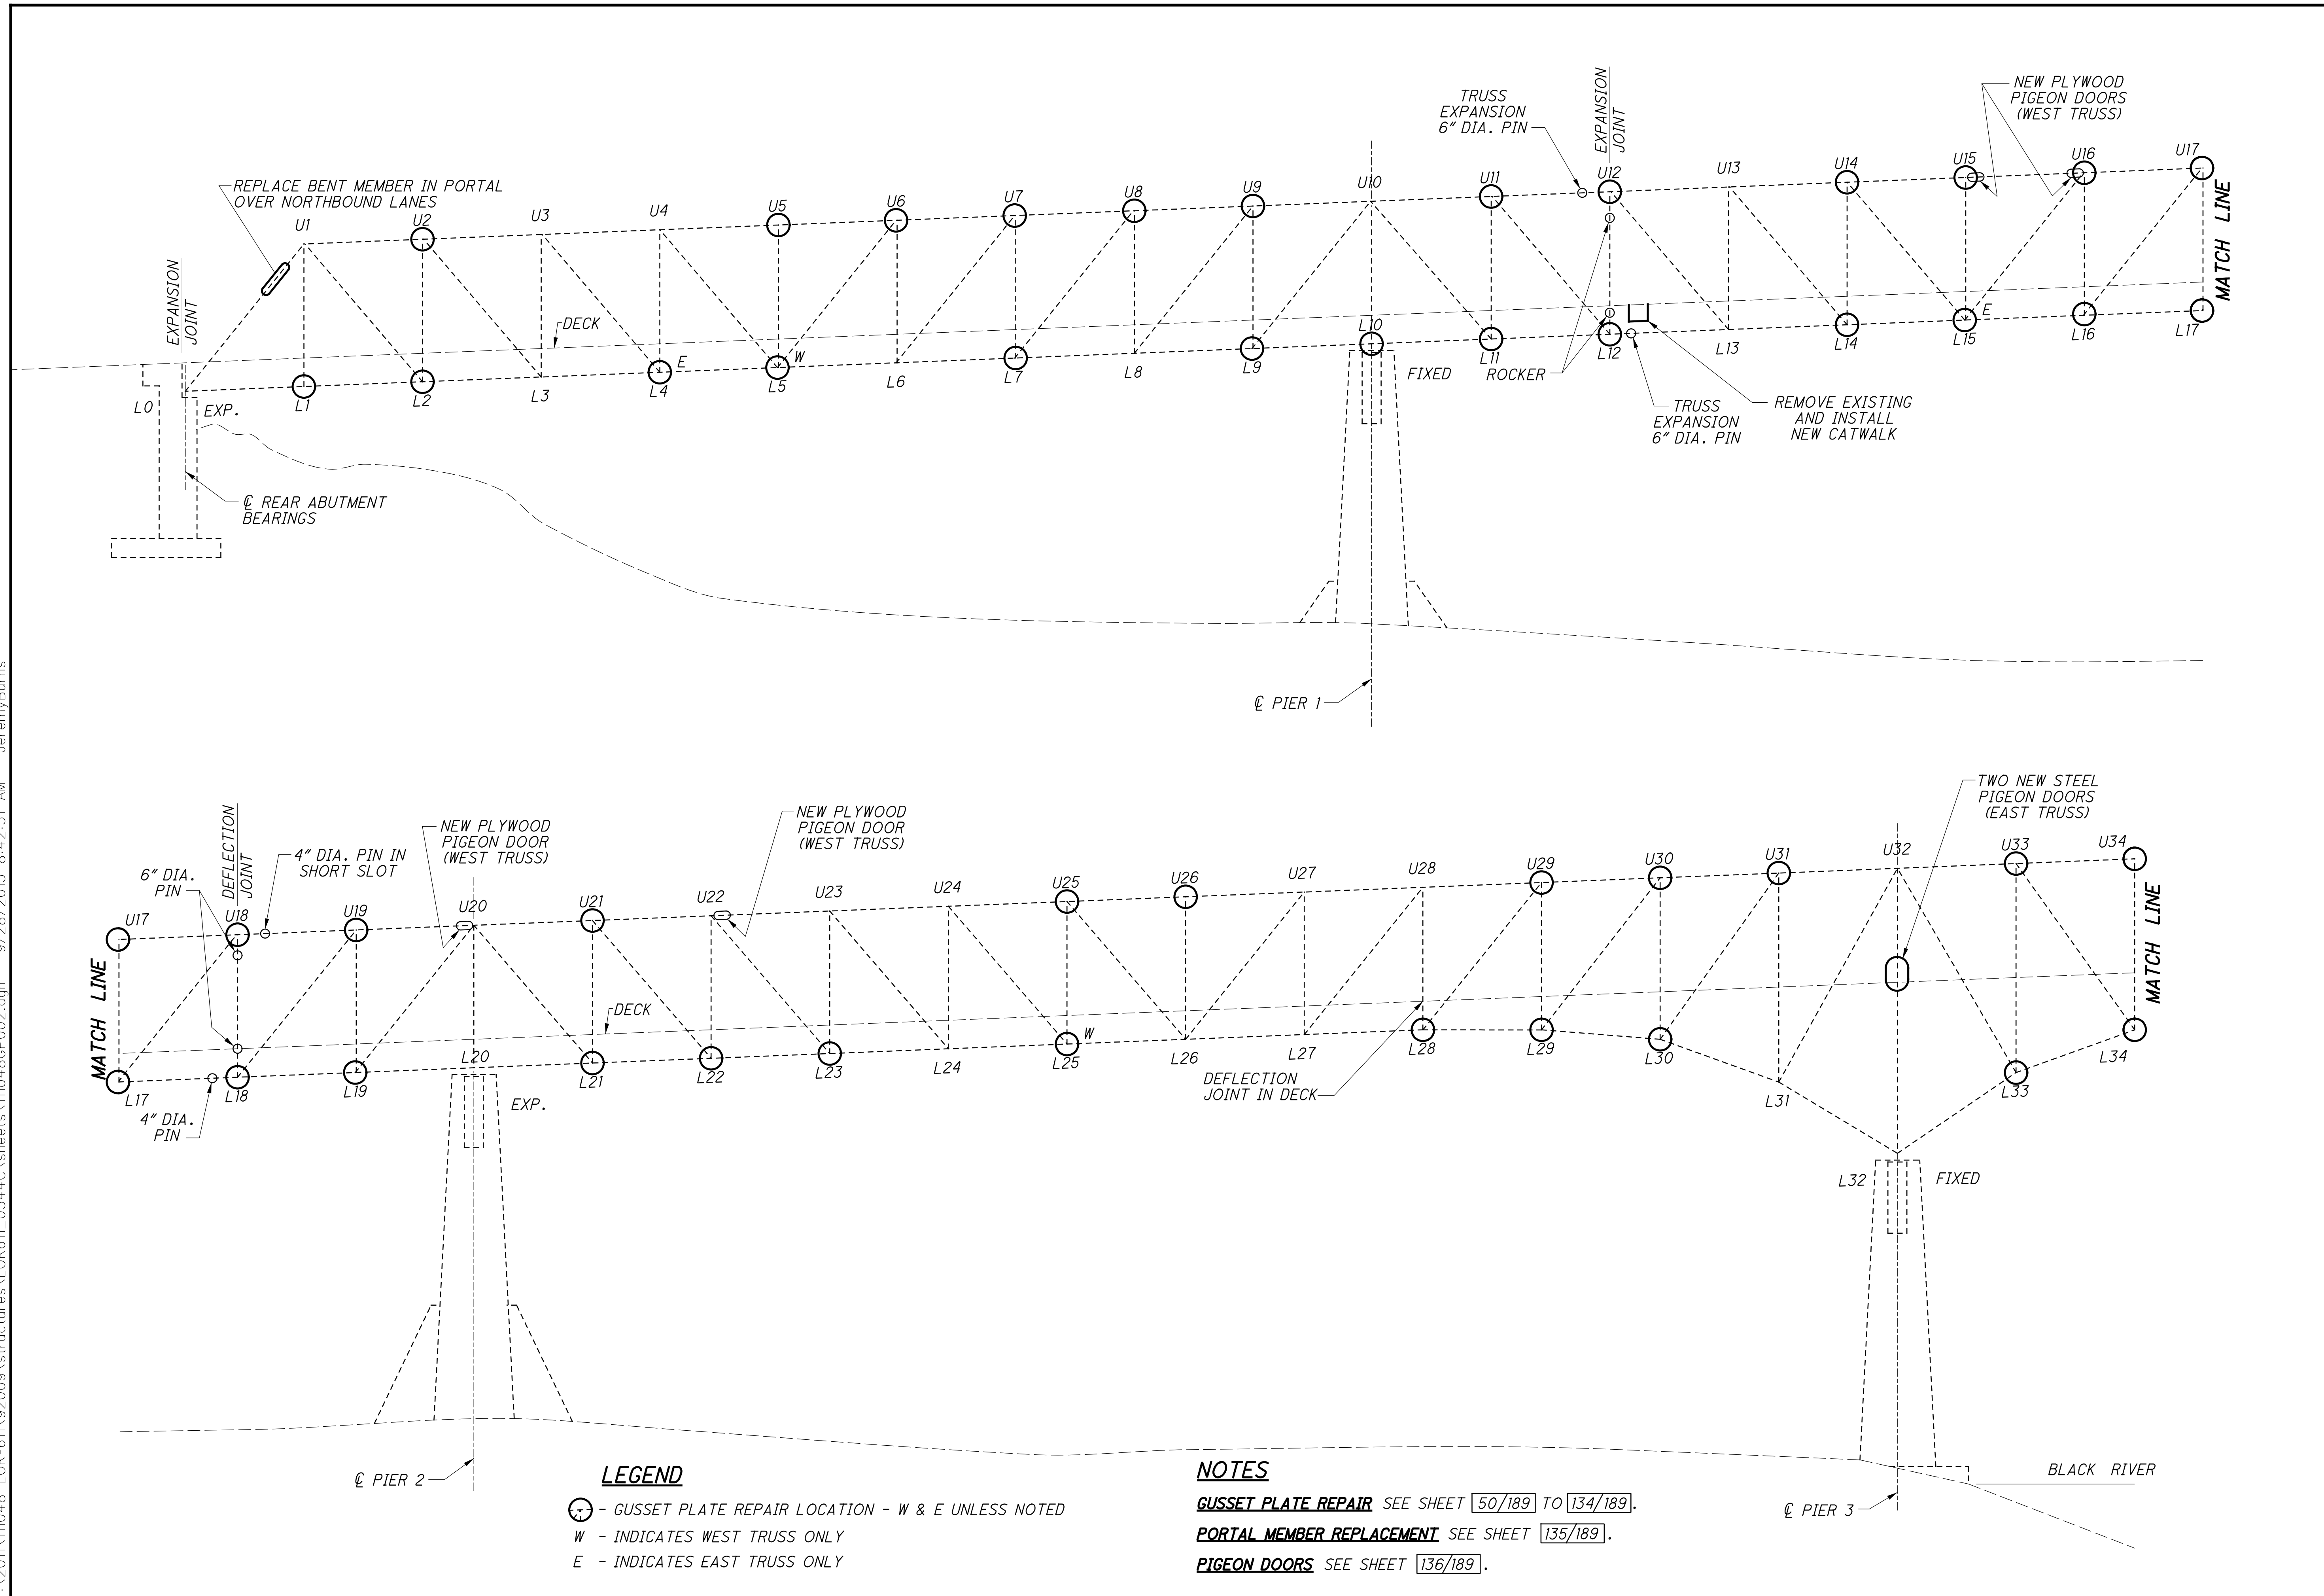 TRUSS
EXPANSION
6" DIA. PIN
EXPANSION
JOINT
NEW PLYWOOD
PIGEON DOORS
(WEST TRUSS)
REPLACE BENT MEMBER IN PORTAL
OVER NORTHBOUND LANES
U1
U2
U3
U4
U5
U6
U7
U8
U9
U10
U11
U12
U13
U14
U15
U16
U17
MATCH LINE
EXPANSION
JOINT
DECK
L0
EXP.
L1
L2
L3
L4
E
L5
W
L6
L7
L8
L9
L10
FIXED
L11
L12
L13
L14
L15
E
L16
L17
ROCKER
TRUSS
EXPANSION
6" DIA. PIN
REMOVE EXISTING
AND INSTALL
NEW CATWALK
℄ REAR ABUTMENT
BEARINGS
℄ PIER 1
6" DIA.
PIN
DEFLECTION
JOINT
4" DIA. PIN IN
SHORT SLOT
NEW PLYWOOD
PIGEON DOOR
(WEST TRUSS)
NEW PLYWOOD
PIGEON DOOR
(WEST TRUSS)
TWO NEW STEEL
PIGEON DOORS
(EAST TRUSS)
U17
U18
U19
U20
U21
U22
U23
U24
U25
U26
U27
U28
U29
U30
U31
U32
U33
U34
MATCH LINE
MATCH LINE
DECK
L17
L18
L19
L20
L21
L22
L23
L24
L25
W
L26
L27
L28
L29
L30
L31
L32
L33
L34
4" DIA.
PIN
EXP.
DEFLECTION
JOINT IN DECK
FIXED
℄ PIER 2
℄ PIER 3
BLACK RIVER
LEGEND
- GUSSET PLATE REPAIR LOCATION - W & E UNLESS NOTED
W - INDICATES WEST TRUSS ONLY
E - INDICATES EAST TRUSS ONLY
NOTES
GUSSET PLATE REPAIR SEE SHEET 50/189 TO 134/189.
PORTAL MEMBER REPLACEMENT SEE SHEET 135/189.
PIGEON DOORS SEE SHEET 136/189.